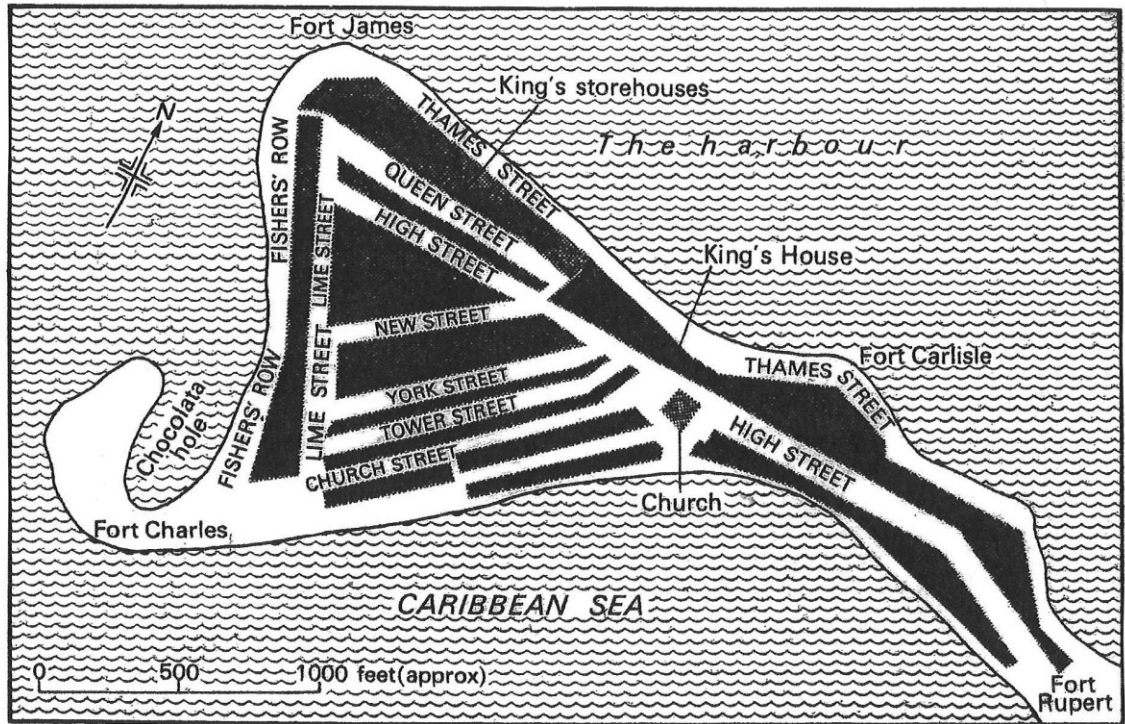 Fort James
King's storehouses
The harbour
N
THAMES STREET
FISHERS' ROW
QUEEN STREET
LIME STREET
HIGH STREET
King's House
NEW STREET
THAMES STREET
Fort Carlisle
FISHERS' ROW
LIME STREET
YORK STREET
Chocolata
hole
TOWER STREET
HIGH STREET
CHURCH STREET
Church
Fort Charles
CARIBBEAN SEA
0 500 1000 feet(approx)
Fort
Rupert